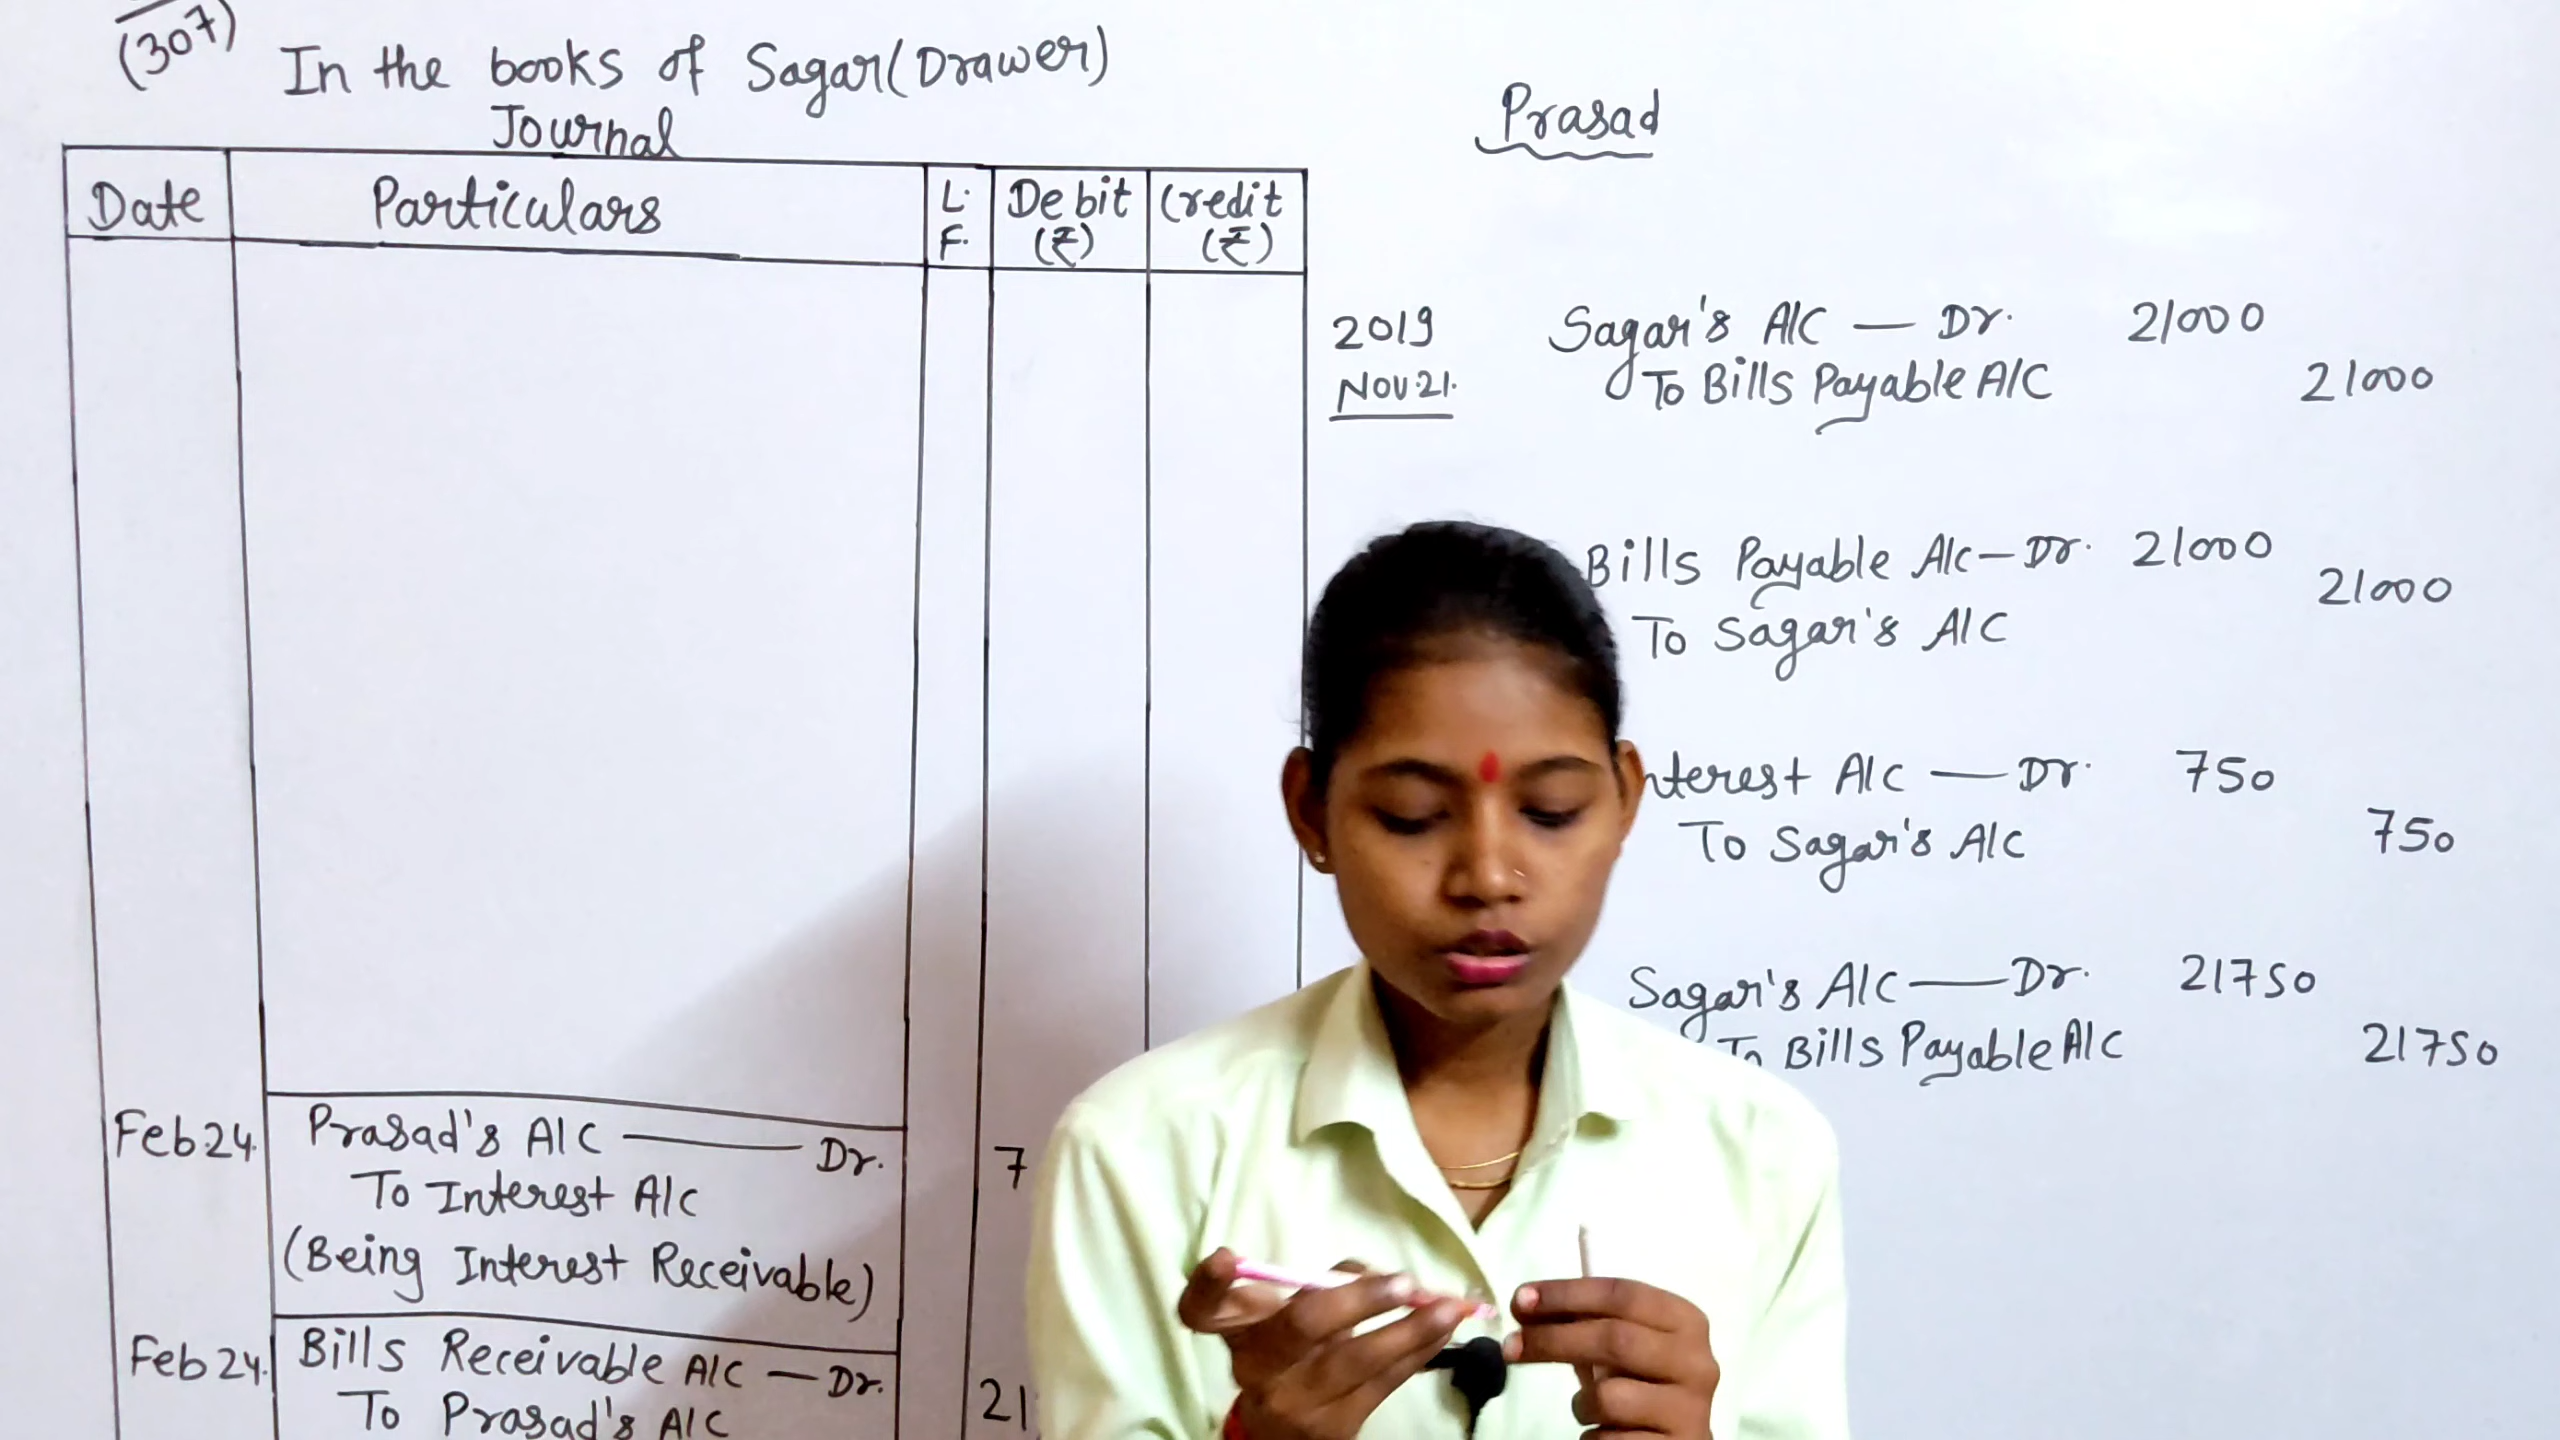 (307)
In the books of Sagar (Drawer)
Journal
Date Particulars L.F. Debit (₹) Credit (₹)
Feb.24. Prasad's A/C — Dr. 7
To Interest A/C
(Being Interest Receivable)
Feb 24. Bills Receivable A/C — Dr. 21
To Prasad's A/C
Prasad
2019
Nov.21.
Sagar's A/C — Dr. 21000
To Bills Payable A/C 21000
Bills Payable A/c — Dr. 21000
To Sagar's A/C 21000
nterest A/C — Dr. 750
To Sagar's A/C 750
Sagar's A/C — Dr. 21750
To Bills Payable A/C 21750